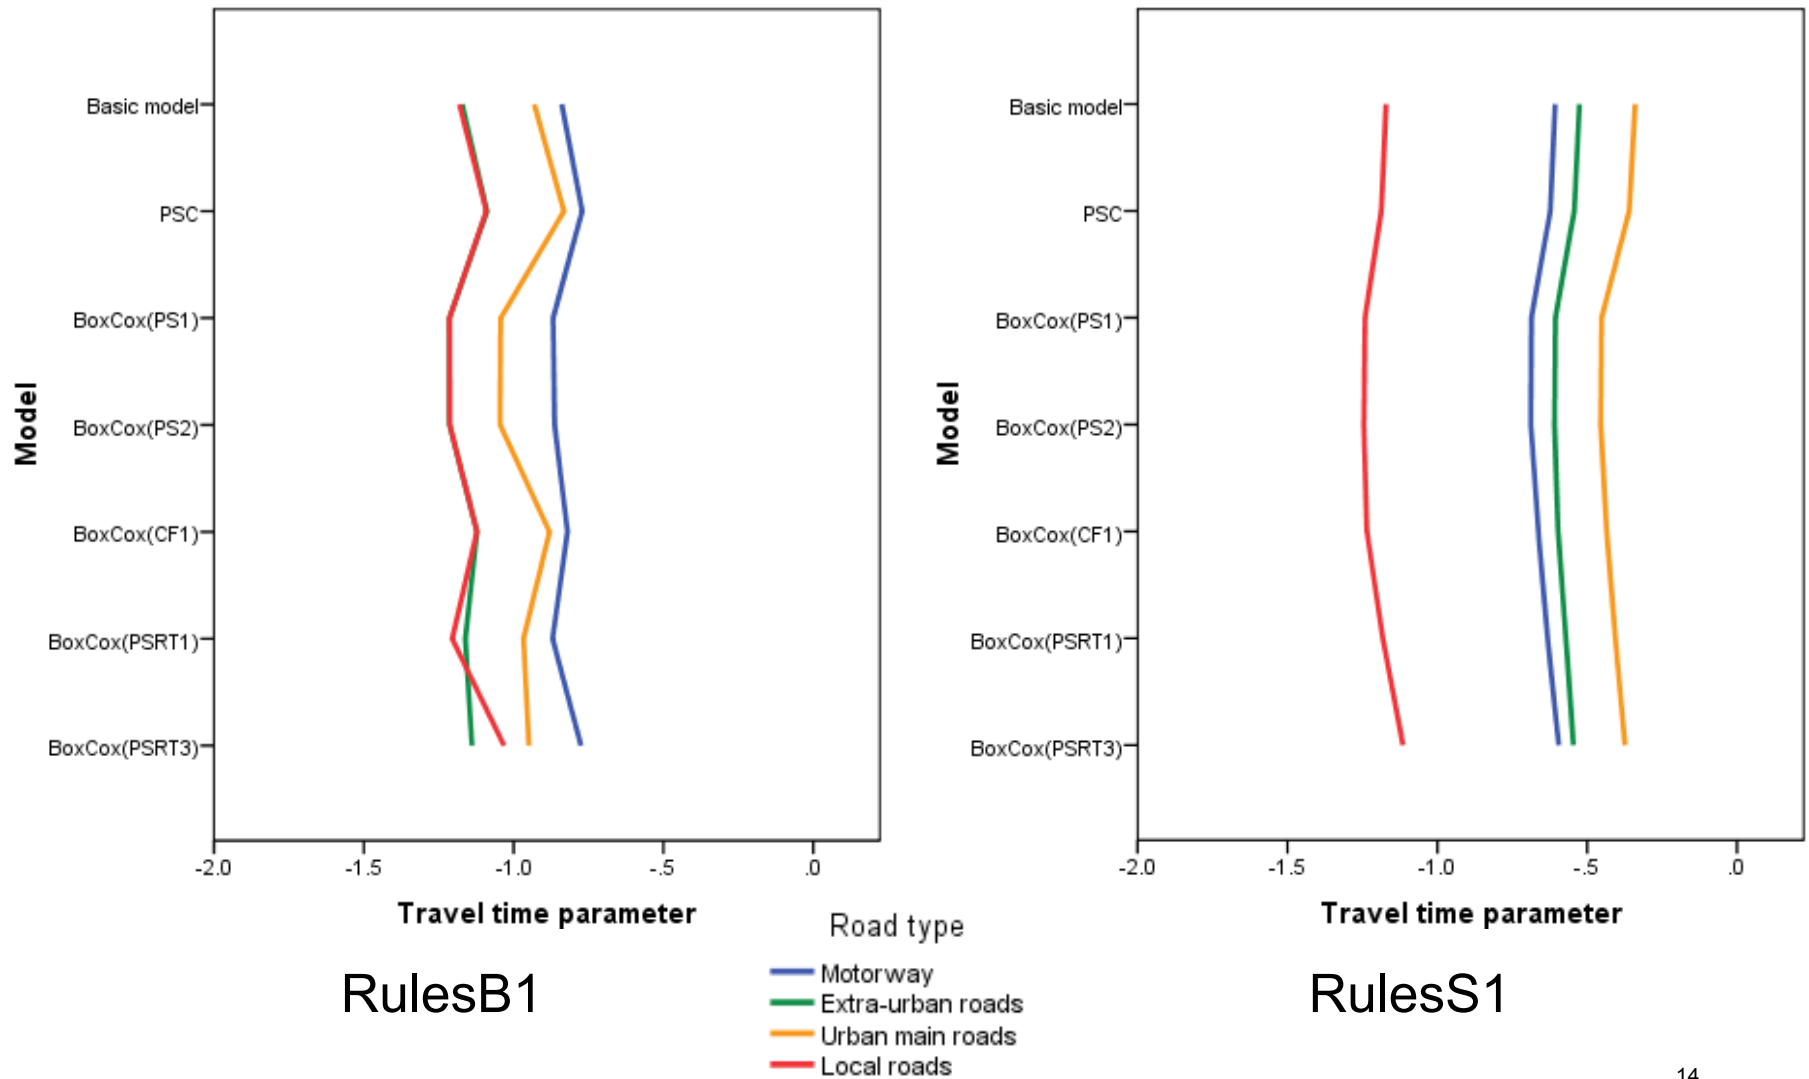 Basic model
PSC
BoxCox(PS1)
BoxCox(PS2)
BoxCox(CF1)
BoxCox(PSRT1)
BoxCox(PSRT3)
Model
-2.0
-1.5
-1.0
-.5
.0
Travel time parameter
RulesB1
Basic model
PSC
BoxCox(PS1)
BoxCox(PS2)
BoxCox(CF1)
BoxCox(PSRT1)
BoxCox(PSRT3)
Model
-2.0
-1.5
-1.0
-.5
.0
Travel time parameter
RulesS1
Road type
Motorway
Extra-urban roads
Urban main roads
Local roads
14